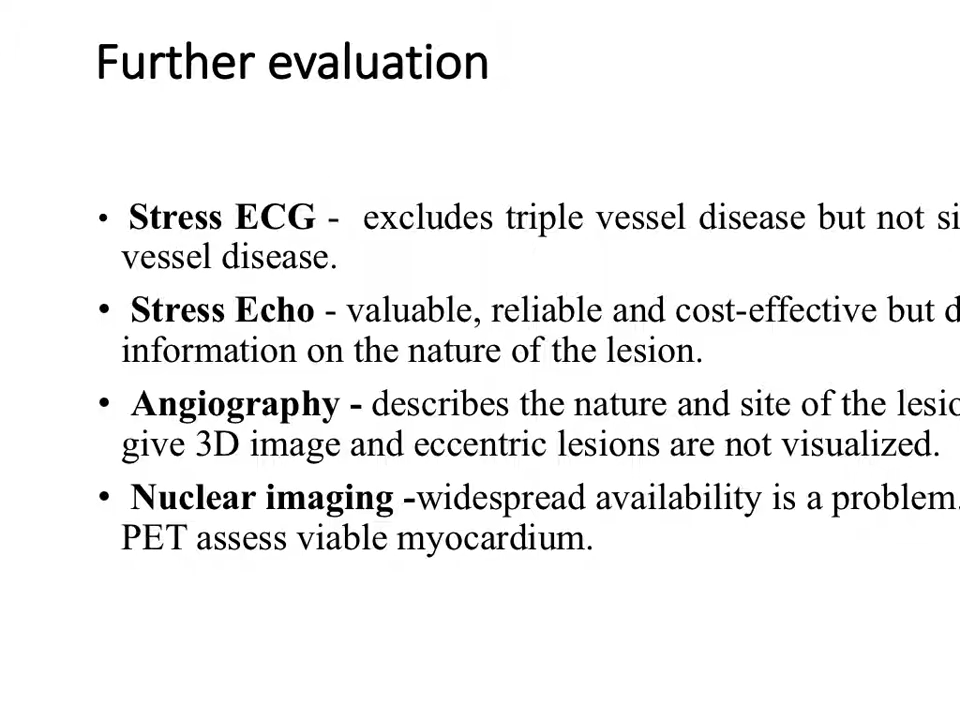 Further evaluation
• Stress ECG - excludes triple vessel disease but not
vessel disease.
• Stress Echo - valuable, reliable and cost-effective but
information on the nature of the lesion.
• Angiography - describes the nature and site of the
give 3D image and eccentric lesions are not visualized.
• Nuclear imaging -widespread availability is a problem.
PET assess viable myocardium.